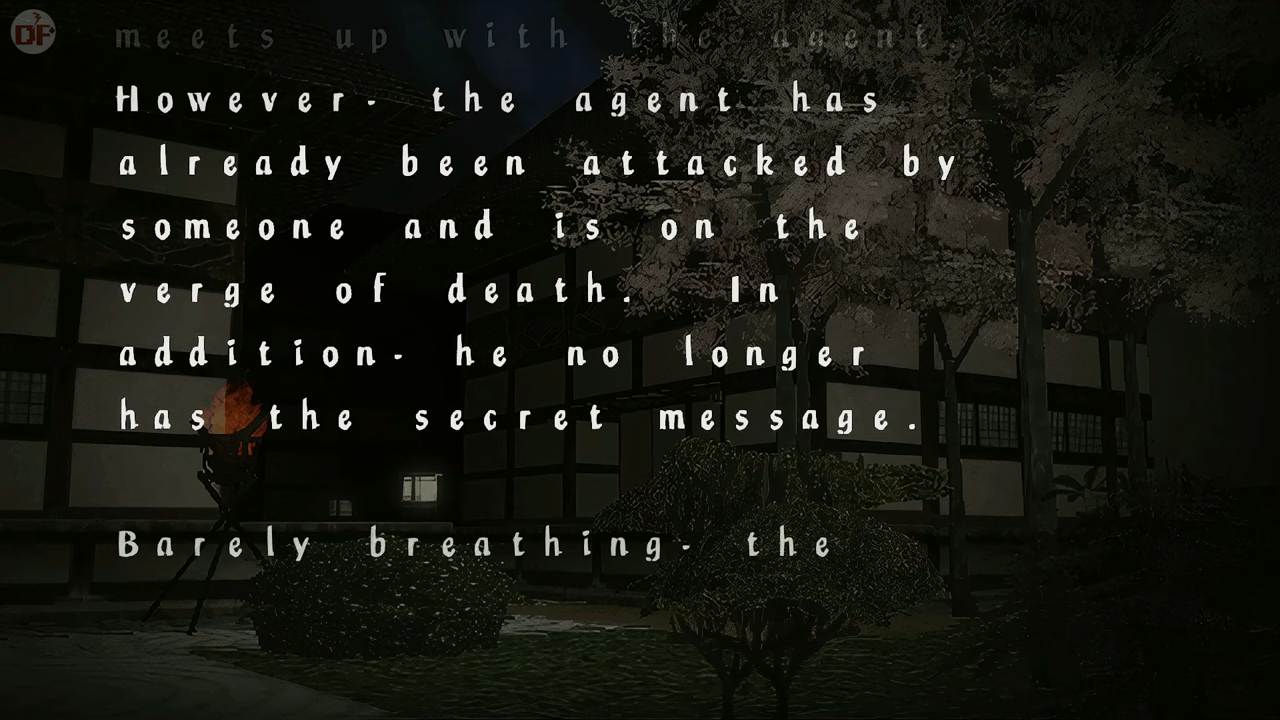 DF
meets up with the agent.
However- the agent has
already been attacked by
someone and is on the
verge of death. In
addition- he no longer
has the secret message.
Barely breathing- the